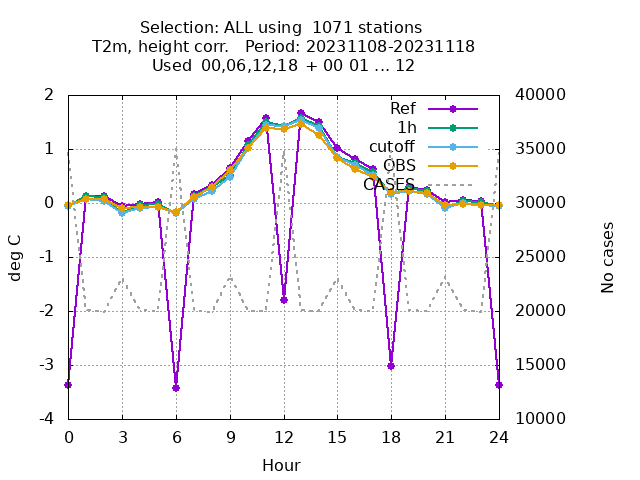 Selection: ALL using  1071 stations
T2m, height corr.   Period: 20231108-20231118
Used  00,06,12,18 + 00 01 ... 12
2
1
0
-1
-2
-3
-4
deg C
40000
35000
30000
25000
20000
15000
10000
No cases
Ref
1h
cutoff
OBS
CASES
0 3 6 9 12 15 18 21 24
Hour